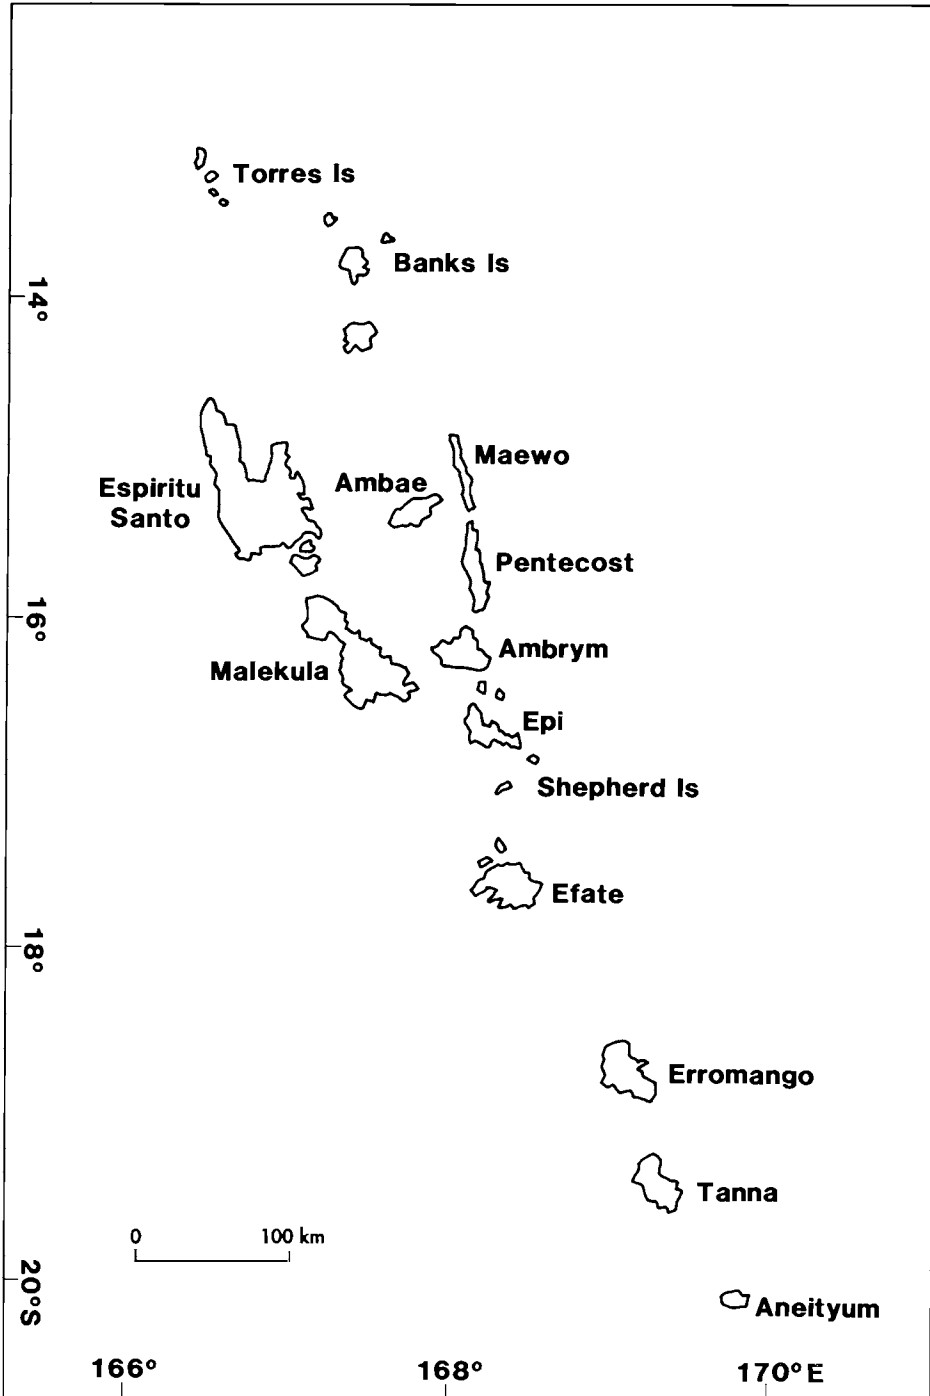 Torres Is
Banks Is
14°
Maewo
Ambae
Espiritu
Santo
Pentecost
16°
Ambrym
Malekula
Epi
Shepherd Is
Efate
18°
Erromango
Tanna
0 100 km
20°S
Aneityum
166° 168° 170°E